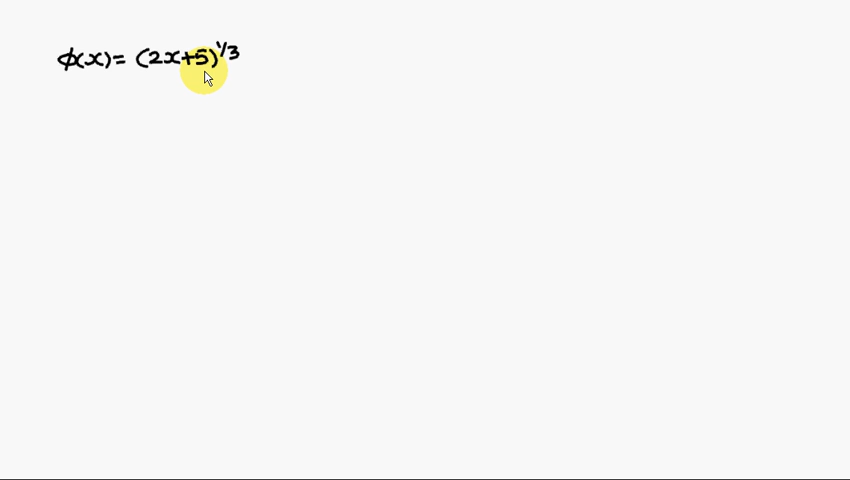 ϕ(x) = (2x+5)^1/3